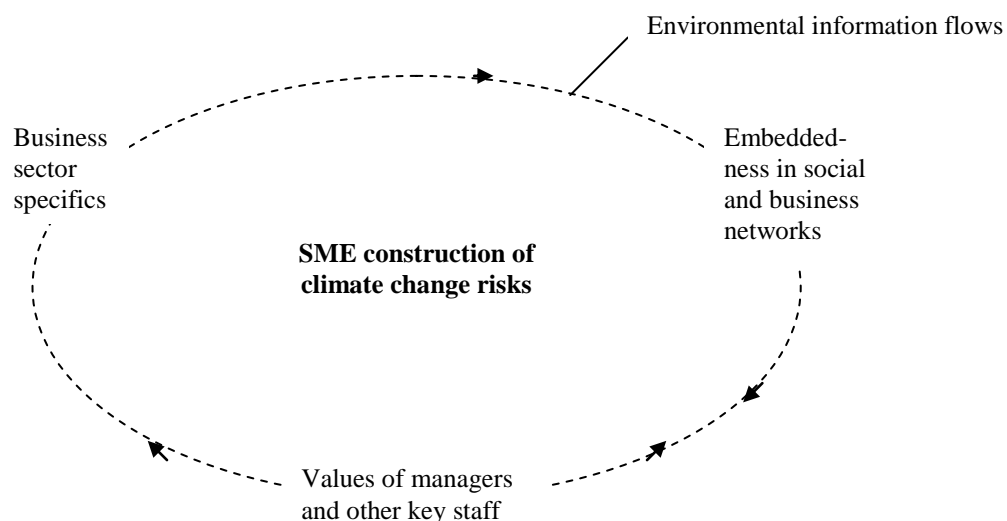 Environmental information flows
Business
sector
specifics
Embedded-
ness in social
and business
networks
SME construction of
climate change risks
Values of managers
and other key staff